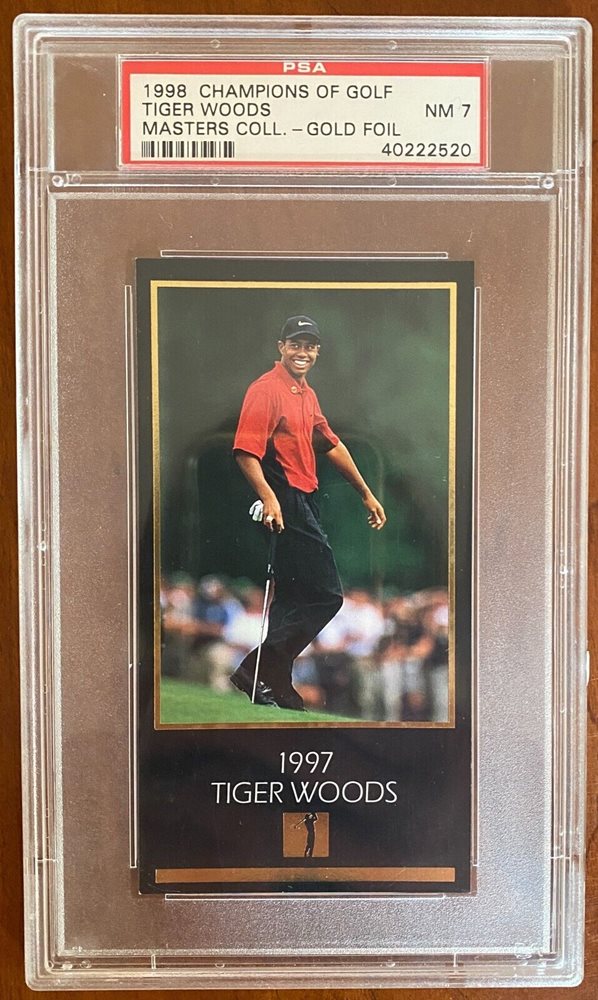 PSA
1998 CHAMPIONS OF GOLF
TIGER WOODS NM 7
MASTERS COLL. - GOLD FOIL
40222520
1997
TIGER WOODS